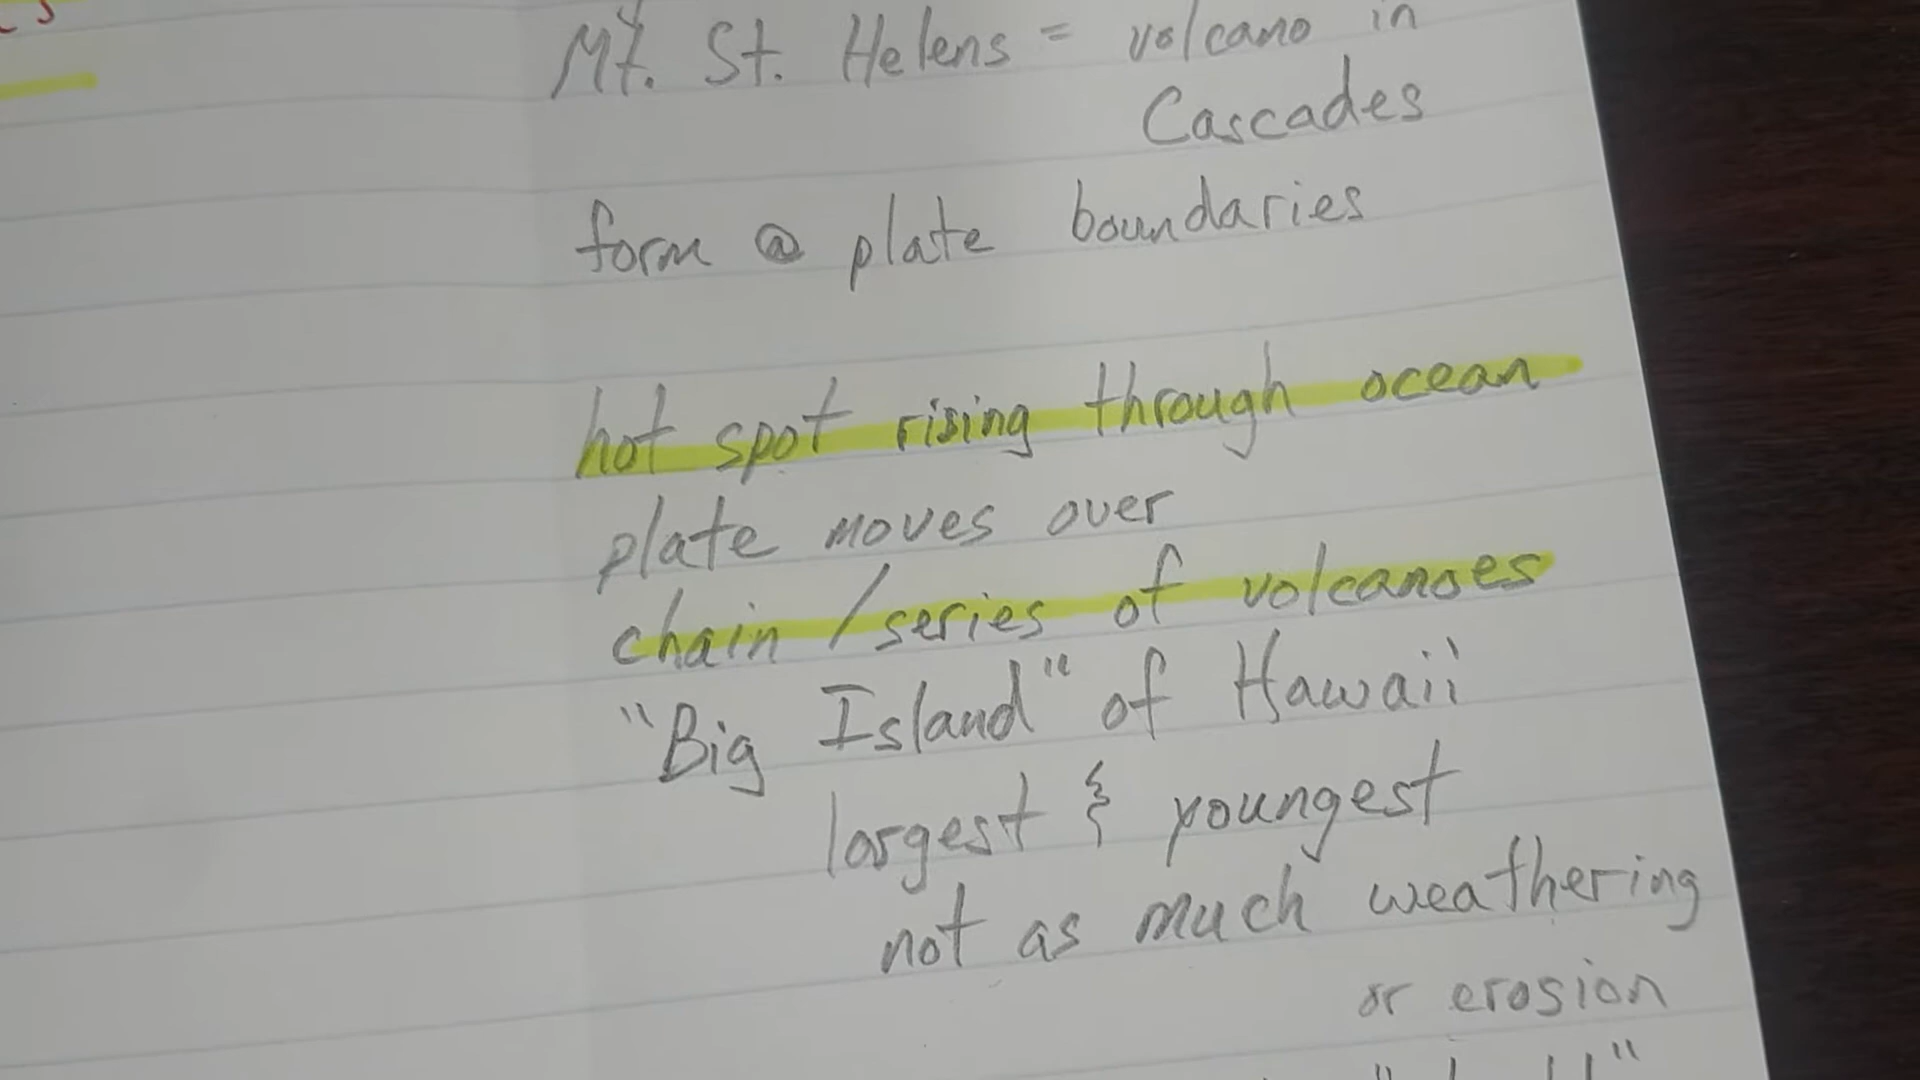 Mt. St. Helens = volcano in
Cascades
form @ plate boundaries
hot spot rising through ocean
plate moves over
chain / series of volcanoes
"Big Island" of Hawaii
largest & youngest
not as much weathering
or erosion